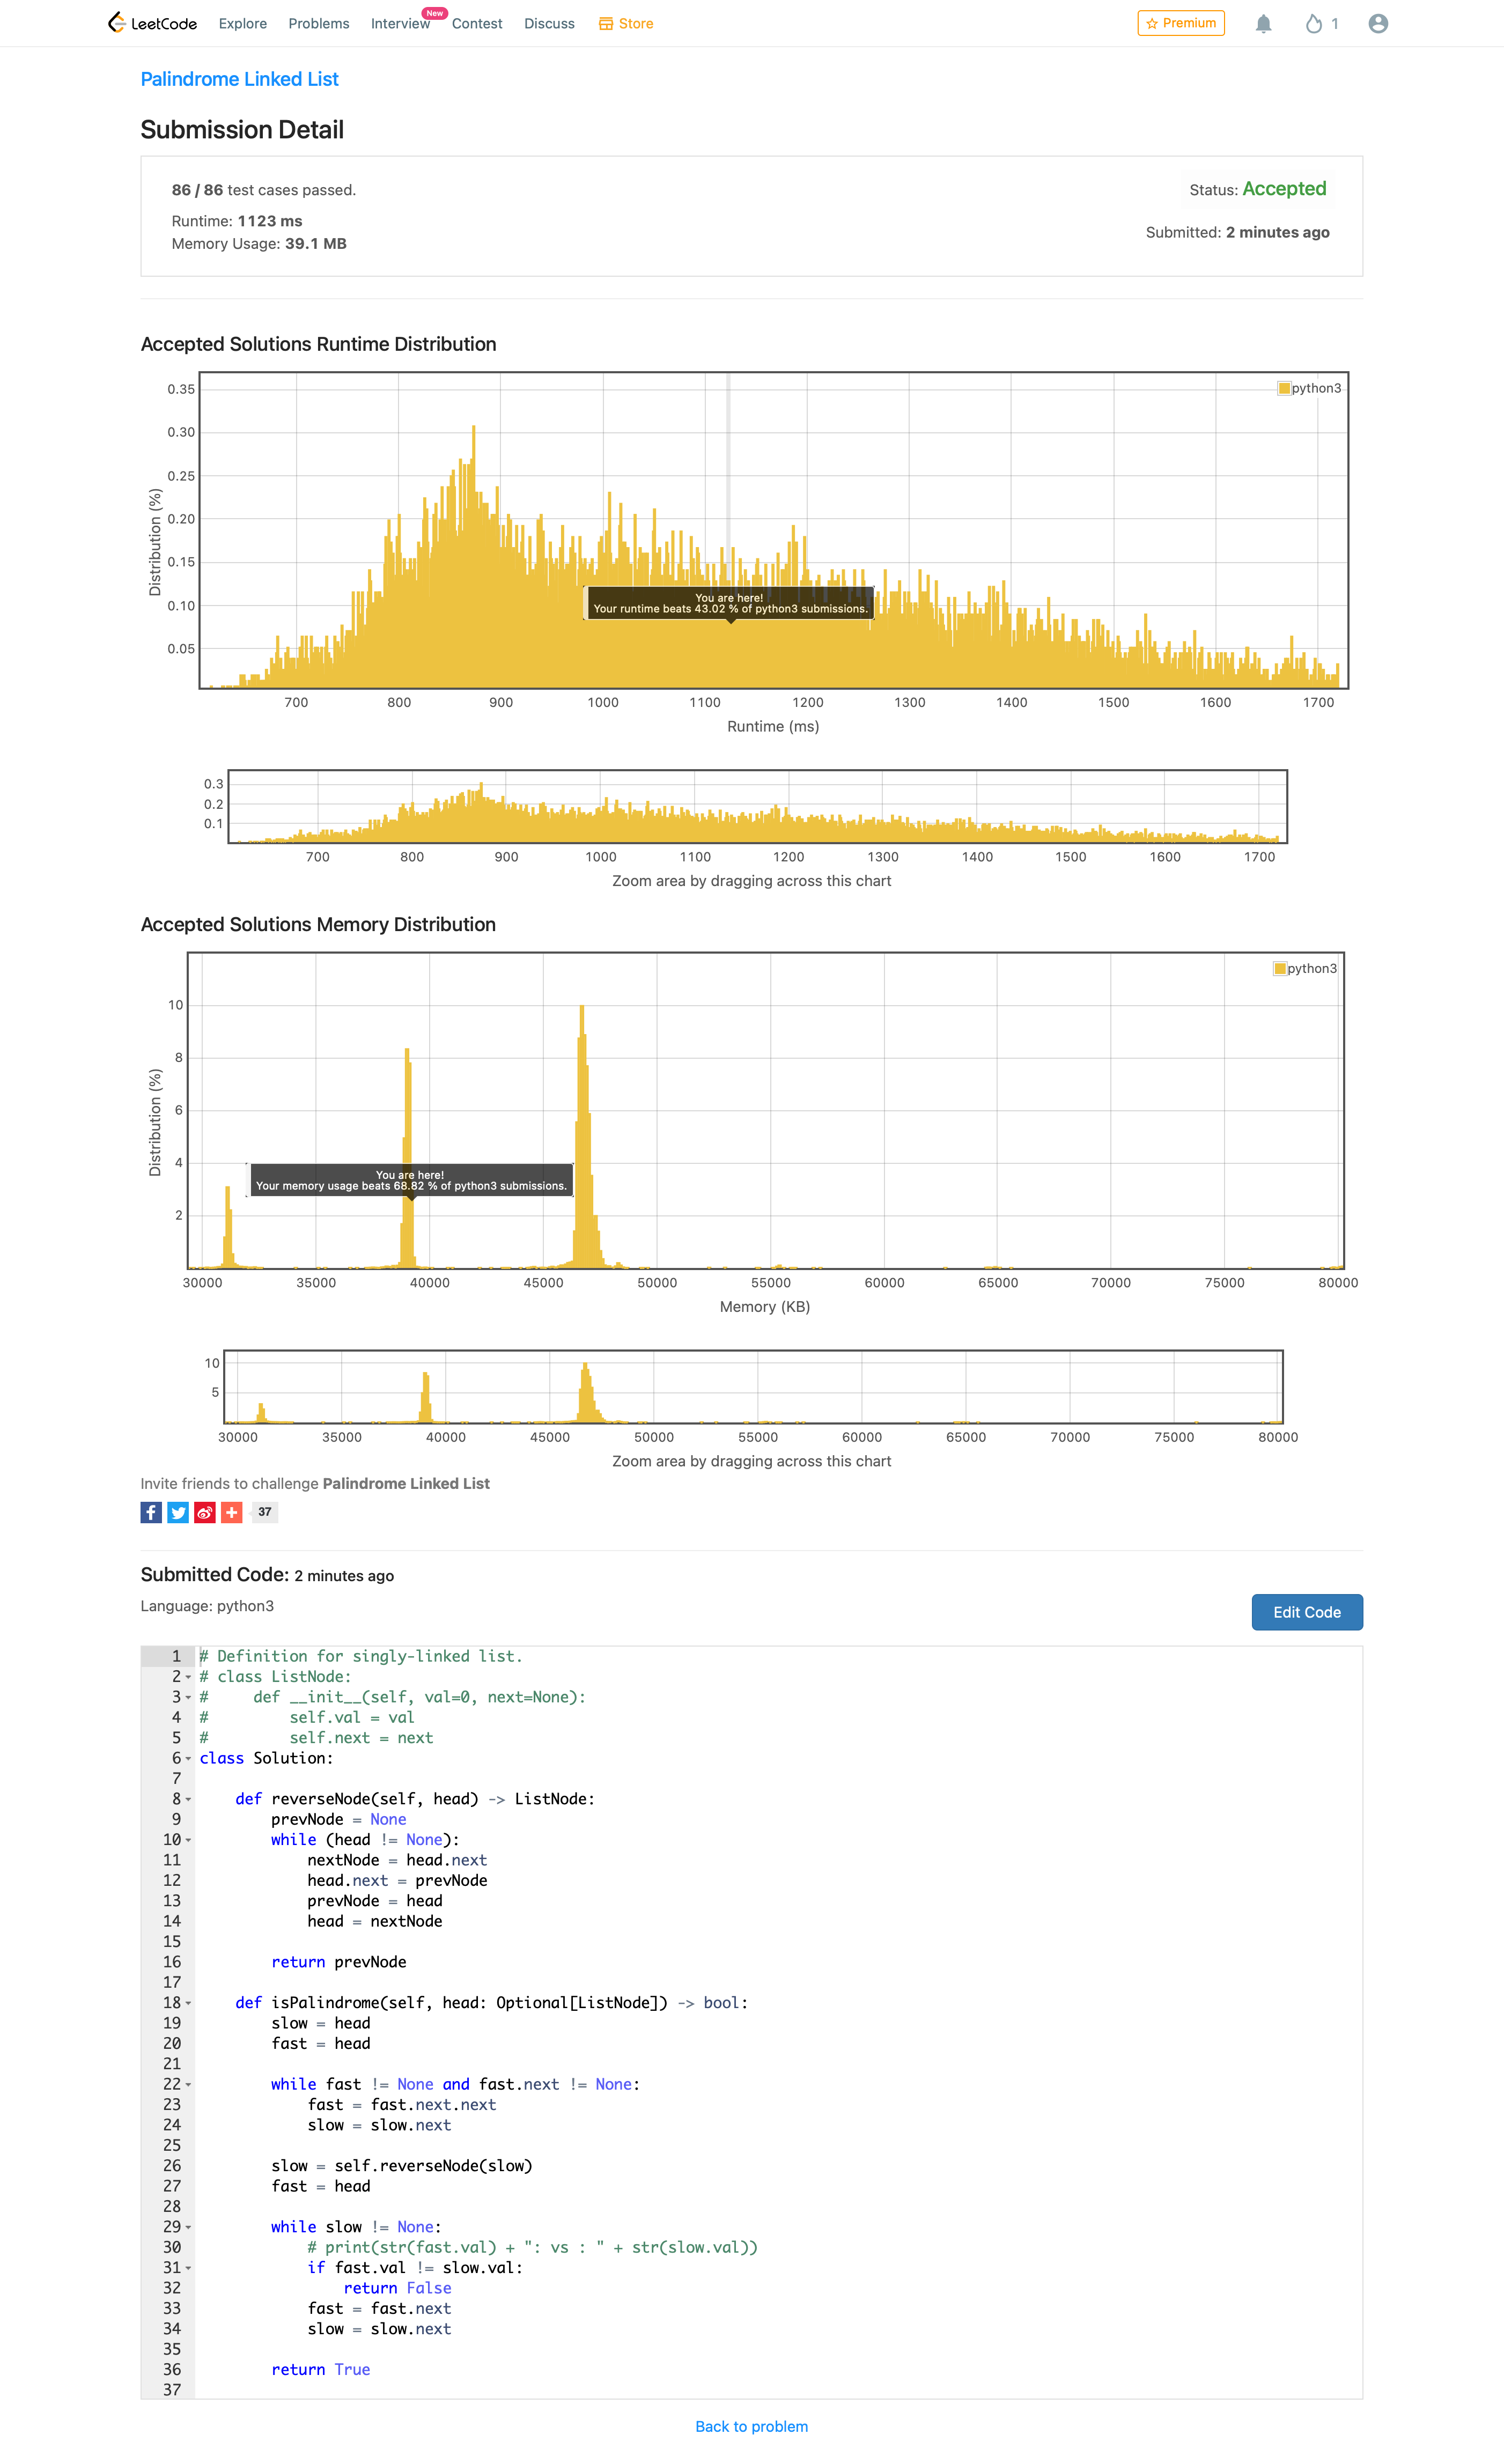 LeetCode
Explore
Problems
Interview
New
Contest
Discuss
Store
Premium
1
Palindrome Linked List
Submission Detail
86 / 86 test cases passed.
Status: Accepted
Runtime: 1123 ms
Submitted: 2 minutes ago
Memory Usage: 39.1 MB
Accepted Solutions Runtime Distribution
python3
0.35
0.30
0.25
0.20
0.15
0.10
0.05
Distribution (%)
You are here!
Your runtime beats 43.02 % of python3 submissions.
700 800 900 1000 1100 1200 1300 1400 1500 1600 1700
Runtime (ms)
0.3
0.2
0.1
700 800 900 1000 1100 1200 1300 1400 1500 1600 1700
Zoom area by dragging across this chart
Accepted Solutions Memory Distribution
python3
10
8
6
4
2
Distribution (%)
You are here!
Your memory usage beats 68.82 % of python3 submissions.
30000 35000 40000 45000 50000 55000 60000 65000 70000 75000 80000
Memory (KB)
10
5
30000 35000 40000 45000 50000 55000 60000 65000 70000 75000 80000
Zoom area by dragging across this chart
Invite friends to challenge Palindrome Linked List
37
Submitted Code: 2 minutes ago
Language: python3
Edit Code
1 # Definition for singly-linked list.
2 # class ListNode:
3 #     def __init__(self, val=0, next=None):
4 #         self.val = val
5 #         self.next = next
6 class Solution:
7
8     def reverseNode(self, head) -> ListNode:
9         prevNode = None
10         while (head != None):
11             nextNode = head.next
12             head.next = prevNode
13             prevNode = head
14             head = nextNode
15
16         return prevNode
17
18     def isPalindrome(self, head: Optional[ListNode]) -> bool:
19         slow = head
20         fast = head
21
22         while fast != None and fast.next != None:
23             fast = fast.next.next
24             slow = slow.next
25
26         slow = self.reverseNode(slow)
27         fast = head
28
29         while slow != None:
30             # print(str(fast.val) + ": vs : " + str(slow.val))
31             if fast.val != slow.val:
32                 return False
33             fast = fast.next
34             slow = slow.next
35
36         return True
37
Back to problem